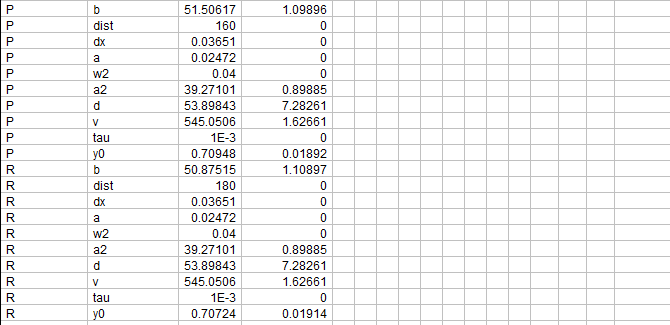 P b 51.50617 1.09896
P dist 160 0
P dx 0.03651 0
P a 0.02472 0
P w2 0.04 0
P a2 39.27101 0.89885
P d 53.89843 7.28261
P v 545.0506 1.62661
P tau 1E-3 0
P y0 0.70948 0.01892
R b 50.87515 1.10897
R dist 180 0
R dx 0.03651 0
R a 0.02472 0
R w2 0.04 0
R a2 39.27101 0.89885
R d 53.89843 7.28261
R v 545.0506 1.62661
R tau 1E-3 0
R y0 0.70724 0.01914